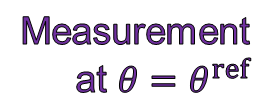 Measurement
at θ = θ^ref